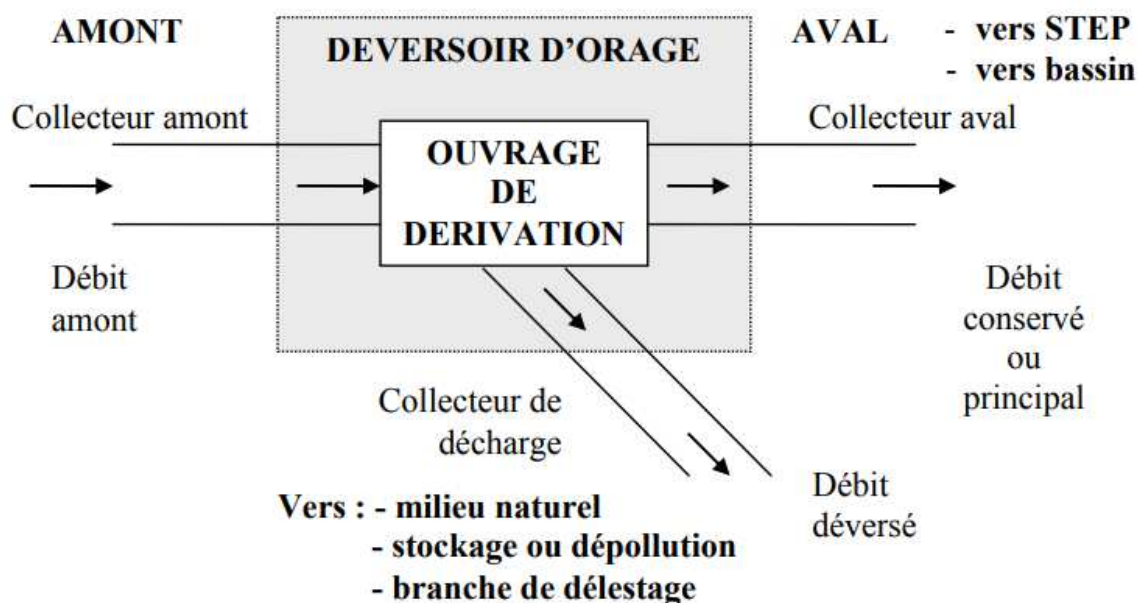 AMONT
DEVERSOIR D'ORAGE
AVAL
- vers STEP
- vers bassin
Collecteur amont
Collecteur aval
OUVRAGE
DE
DERIVATION
Débit
amont
Débit
conservé
ou
principal
Collecteur de
décharge
Débit
déversé
Vers : - milieu naturel
- stockage ou dépollution
- branche de délestage